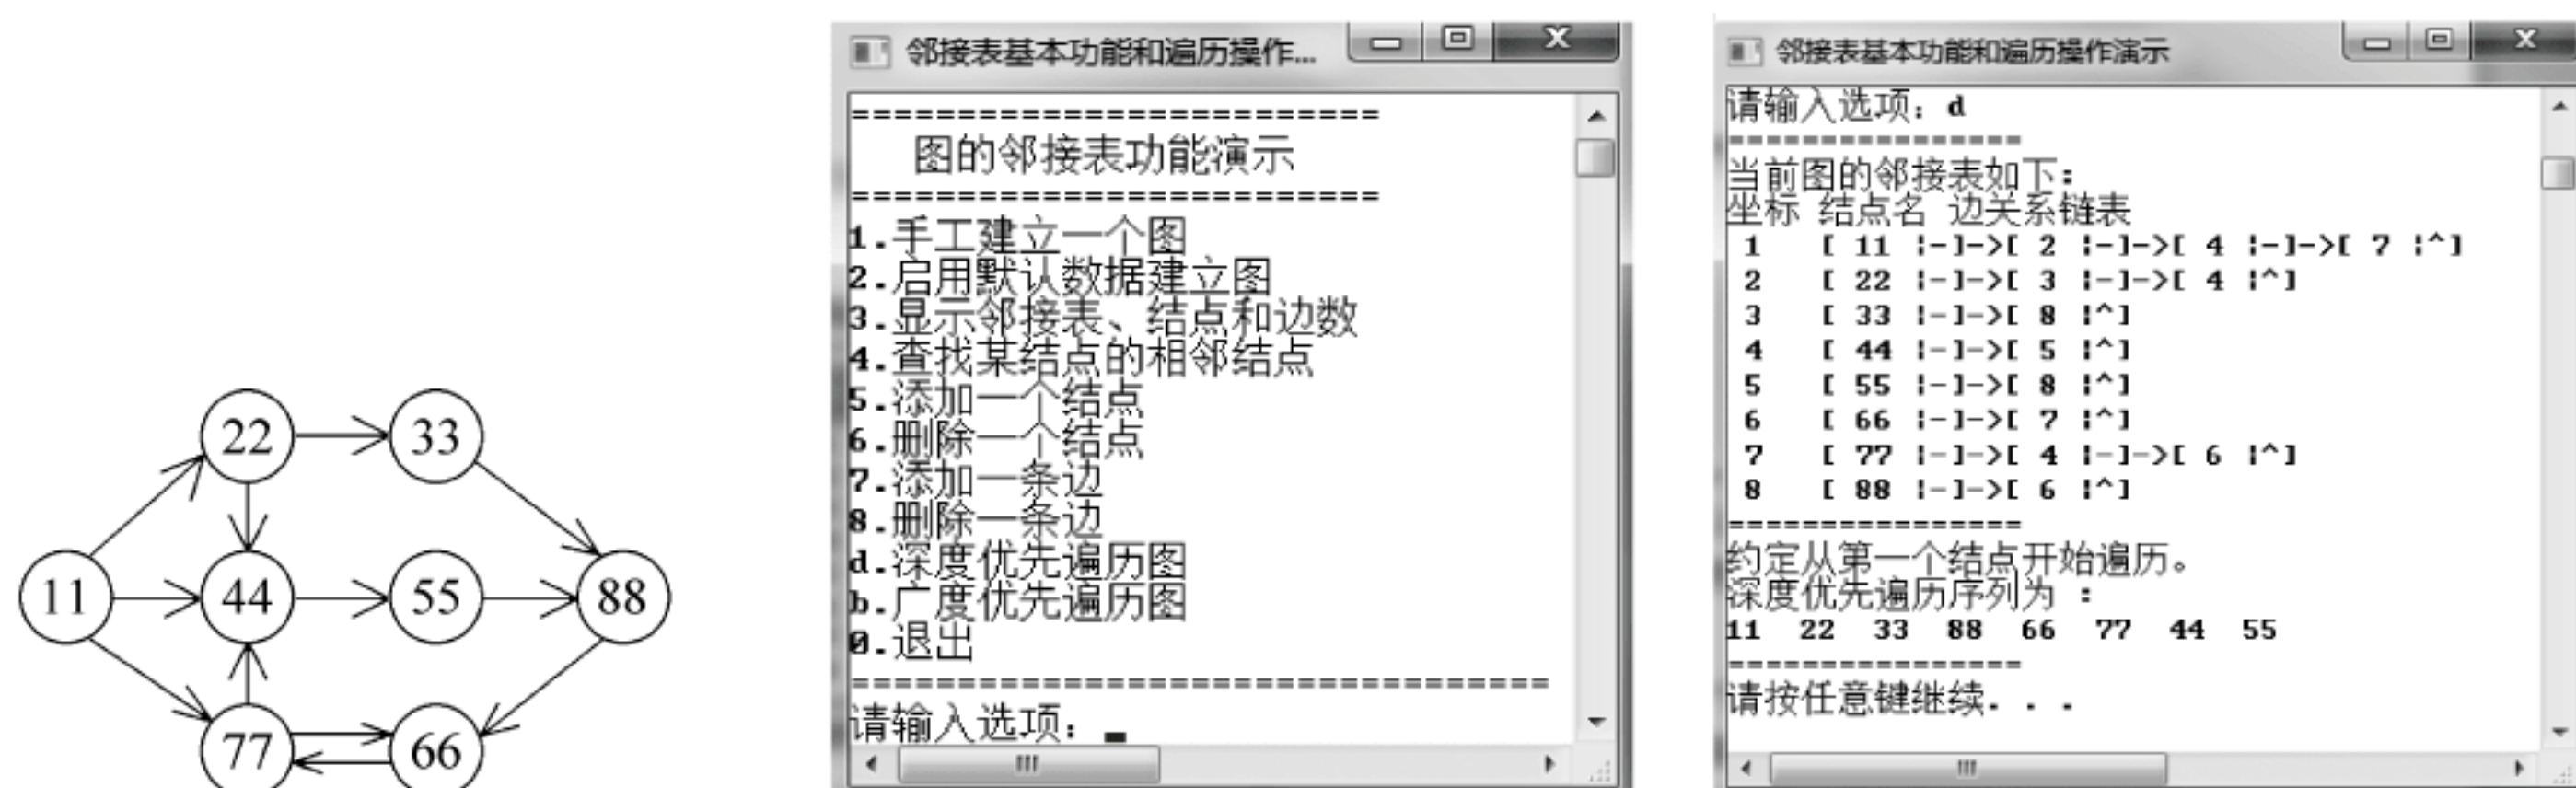 22
33
11
44
55
88
77
66
邻接表基本功能和遍历操作...
========================
图的邻接表功能演示
========================
1.手工建立一个图
2.启用默认数据建立图
3.显示邻接表、结点和边数
4.查找某结点的相邻结点
5.添加一个结点
6.删除一个结点
7.添加一条边
8.删除一条边
d.深度优先遍历图
b.广度优先遍历图
0.退出
================================
请输入选项:
邻接表基本功能和遍历操作演示
请输入选项: d
================
当前图的邻接表如下:
坐标 结点名 边关系链表
1 [ 11 |-]->[ 2 |-]->[ 4 |-]->[ 7 |^]
2 [ 22 |-]->[ 3 |-]->[ 4 |^]
3 [ 33 |-]->[ 8 |^]
4 [ 44 |-]->[ 5 |^]
5 [ 55 |-]->[ 8 |^]
6 [ 66 |-]->[ 7 |^]
7 [ 77 |-]->[ 4 |-]->[ 6 |^]
8 [ 88 |-]->[ 6 |^]
================
约定从第一个结点开始遍历。
深度优先遍历序列为 :
11 22 33 88 66 77 44 55
================
请按任意键继续. . .